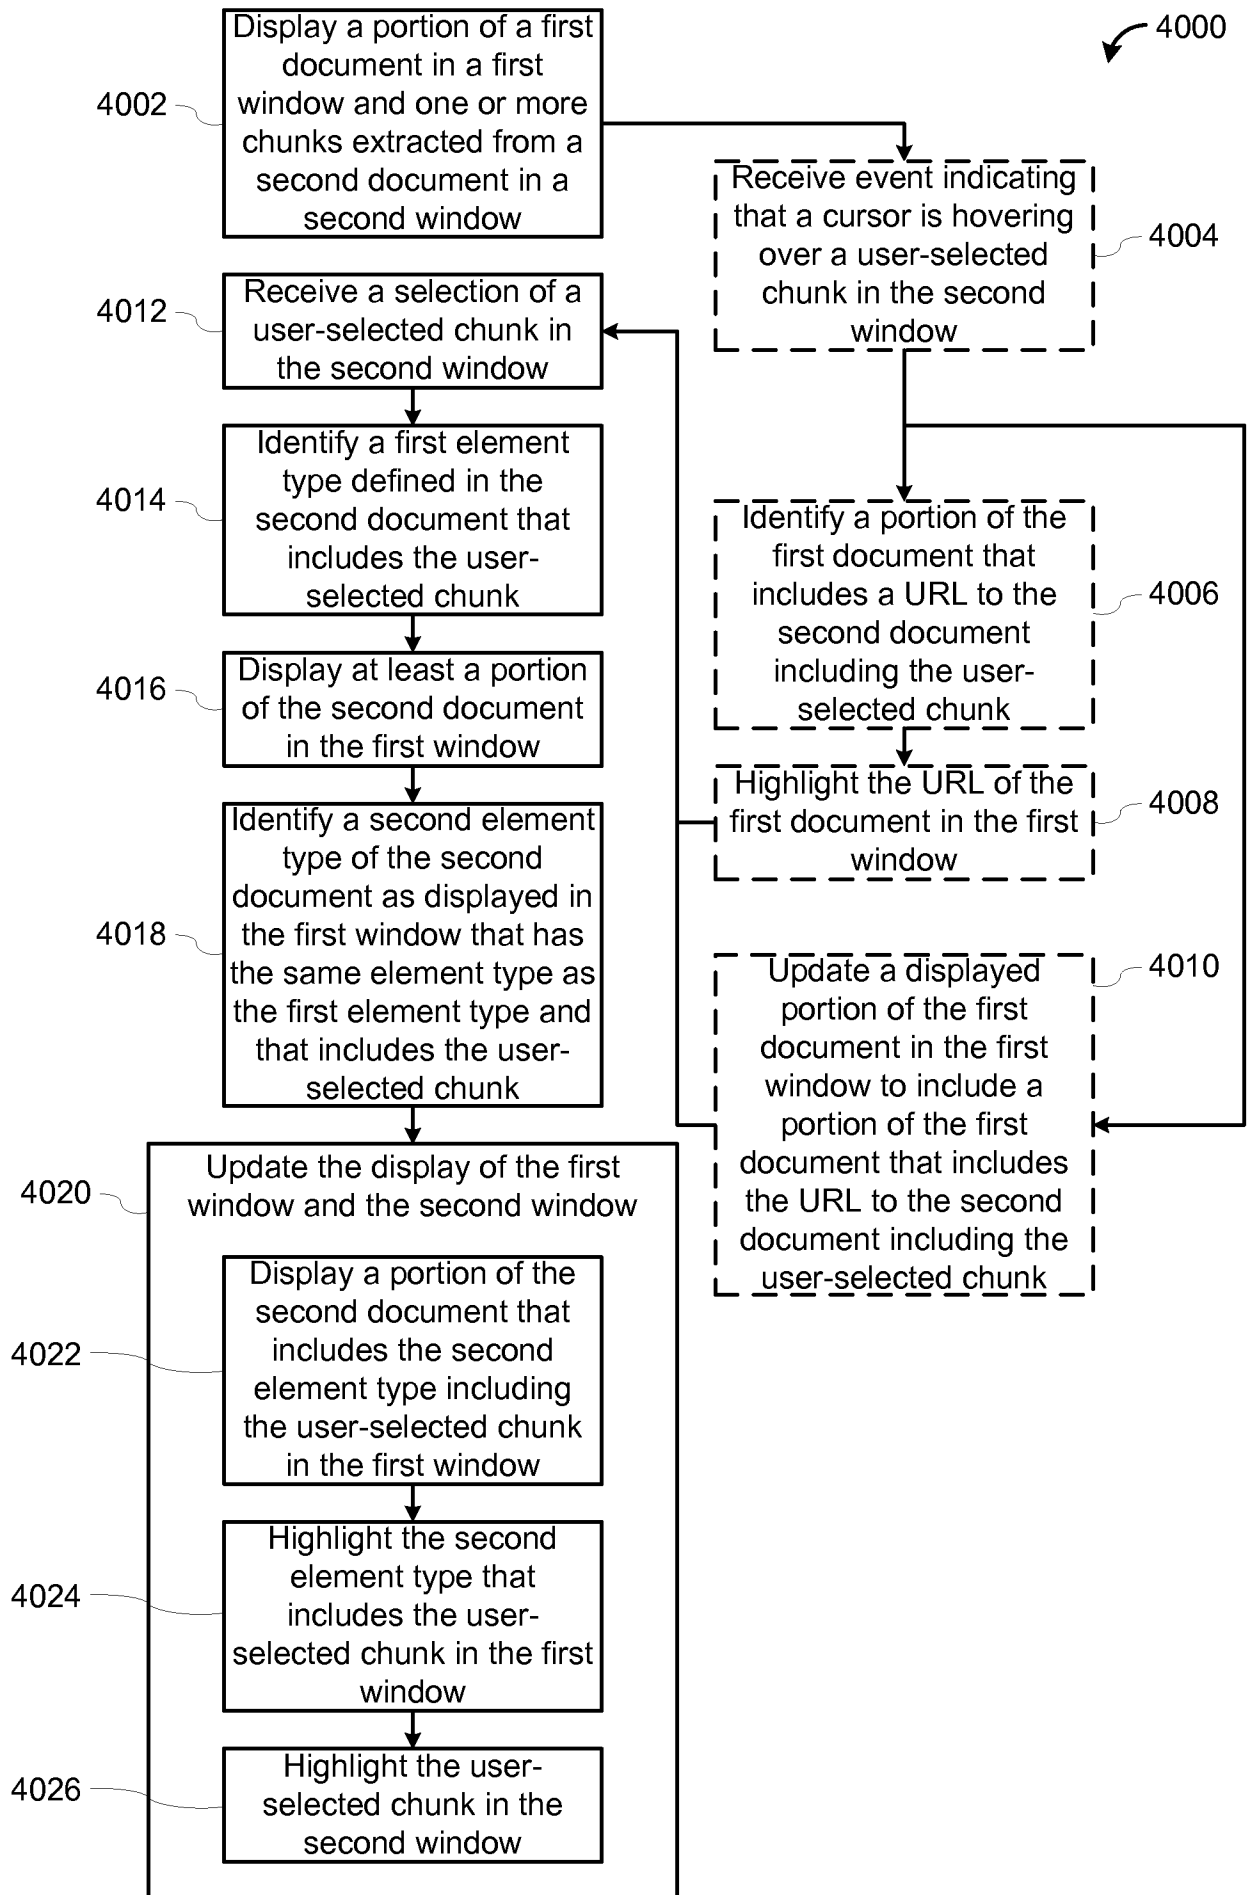 4000
4002
Display a portion of a first
document in a first
window and one or more
chunks extracted from a
second document in a
second window
Receive event indicating
that a cursor is hovering
over a user-selected
chunk in the second
window
4004
4012
Receive a selection of a
user-selected chunk in
the second window
4014
Identify a first element
type defined in the
second document that
includes the user-
selected chunk
Identify a portion of the
first document that
includes a URL to the
second document
including the user-
selected chunk
4006
4016
Display at least a portion
of the second document
in the first window
Highlight the URL of the
first document in the first
window
4008
4018
Identify a second element
type of the second
document as displayed in
the first window that has
the same element type as
the first element type and
that includes the user-
selected chunk
Update a displayed
portion of the first
document in the first
window to include a
portion of the first
document that includes
the URL to the second
document including the
user-selected chunk
4010
4020
Update the display of the first
window and the second window
4022
Display a portion of the
second document that
includes the second
element type including
the user-selected chunk
in the first window
4024
Highlight the second
element type that
includes the user-
selected chunk in the first
window
4026
Highlight the user-
selected chunk in the
second window